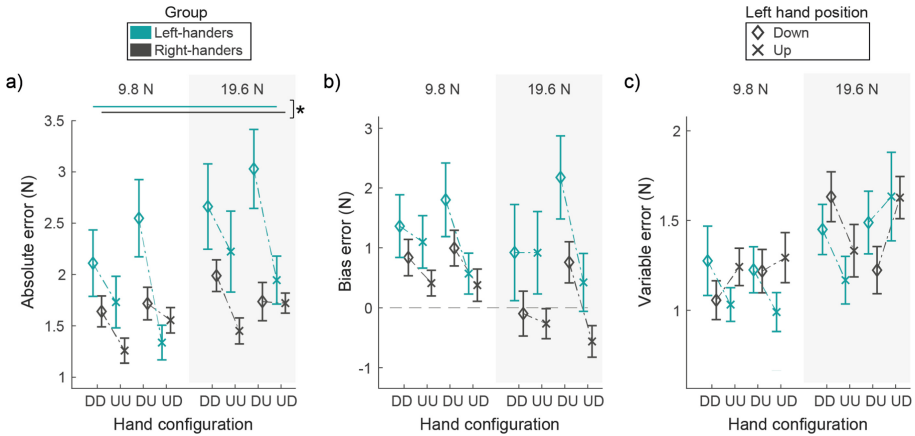 Group
Left-handers
Right-handers
Left hand position
Down
Up
a)
9.8 N
19.6 N
*
3.5
3
2.5
2
1.5
1
Absolute error (N)
DD UU DU UD DD UU DU UD
Hand configuration
b)
9.8 N
19.6 N
3
2
1
0
-1
Bias error (N)
DD UU DU UD DD UU DU UD
Hand configuration
c)
9.8 N
19.6 N
2
1.5
1
Variable error (N)
DD UU DU UD DD UU DU UD
Hand configuration